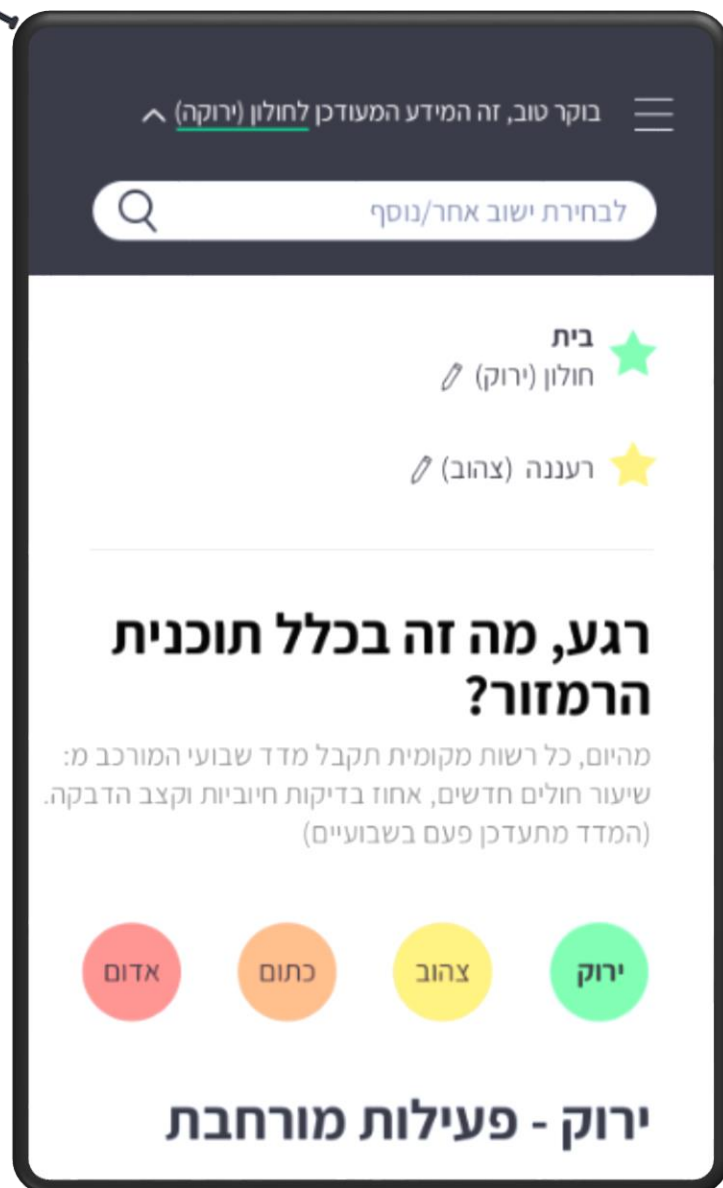 בוקר טוב, זה המידע המעודכן לחולון (ירוקה)
לבחירת ישוב אחר/נוסף
בית
חולון (ירוק)
רעננה (צהוב)
רגע, מה זה בכלל תוכנית
הרמזור?
מהיום, כל רשות מקומית תקבל מדד שבועי המורכב מ:
שיעור חולים חדשים, אחוז בדיקות חיוביות וקצב הדבקה.
(המדד מתעדכן פעם בשבועיים)
ירוק צהוב כתום אדום
ירוק - פעילות מורחבת